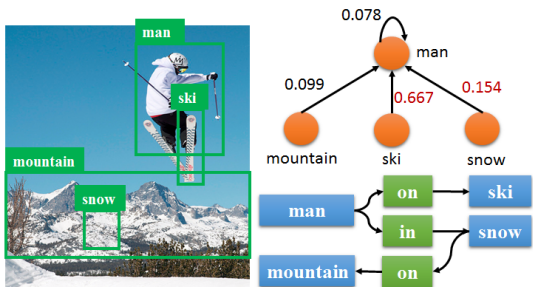 man
ski
mountain
snow
0.078
man
0.099
0.667
0.154
mountain
ski
snow
man
on
ski
in
snow
mountain
on